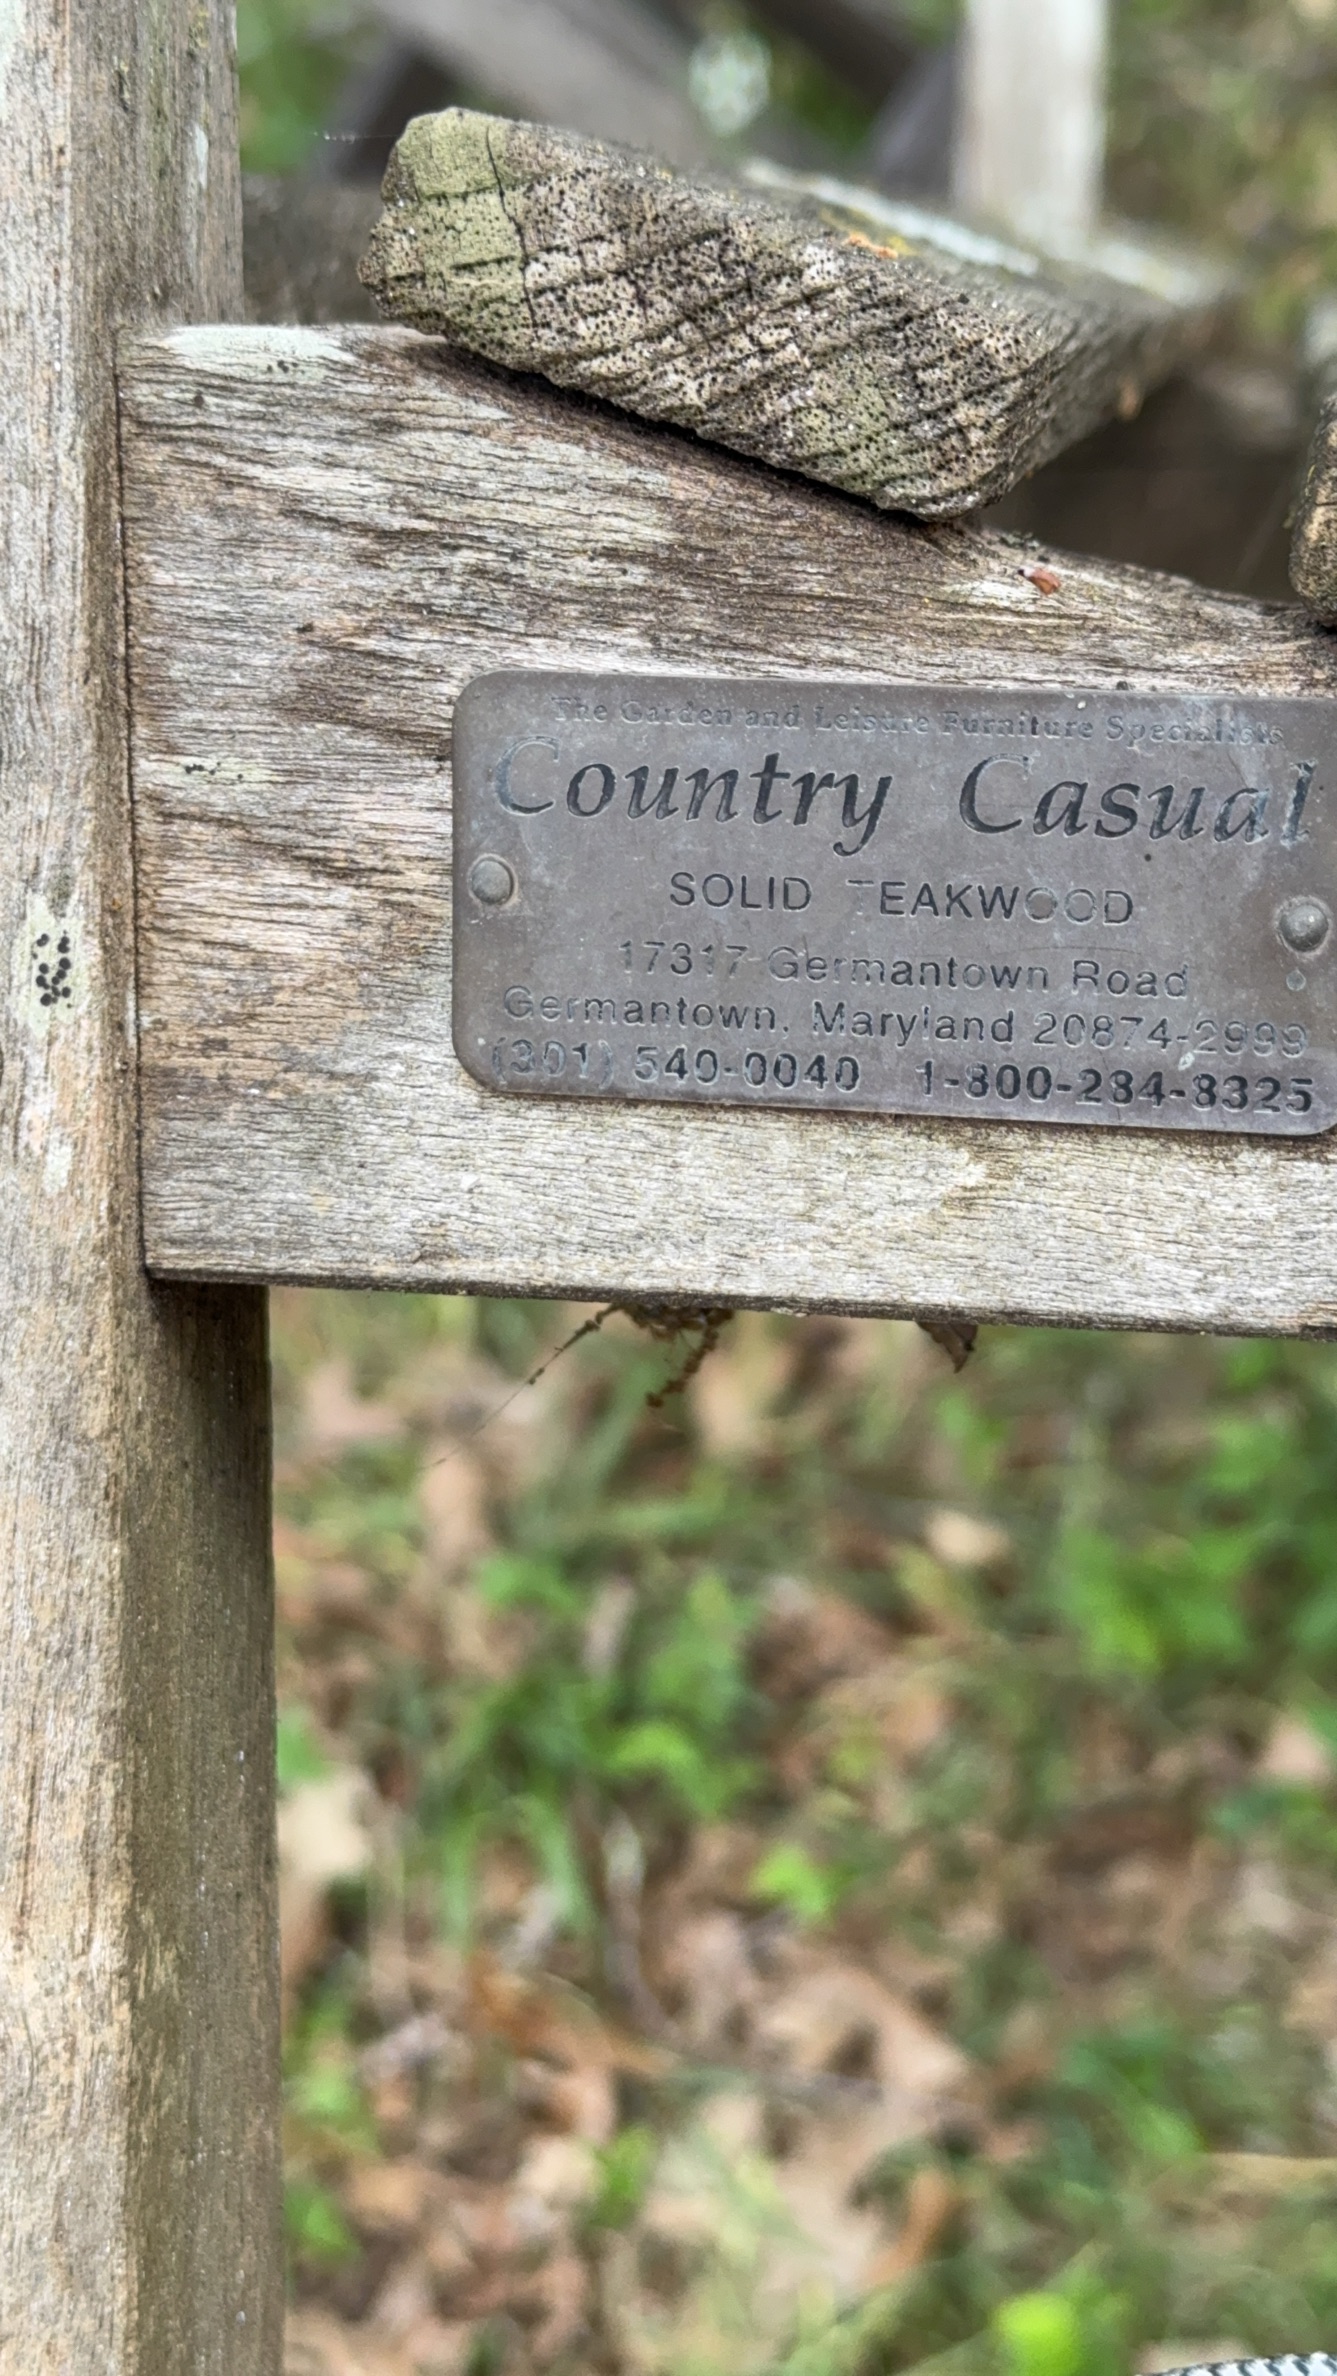 The Garden and Leisure Furniture Specialists
Country Casual
SOLID TEAKWOOD
17317 Germantown Road
Germantown, Maryland 20874-2999
(301) 540-0040 1-800-284-8325